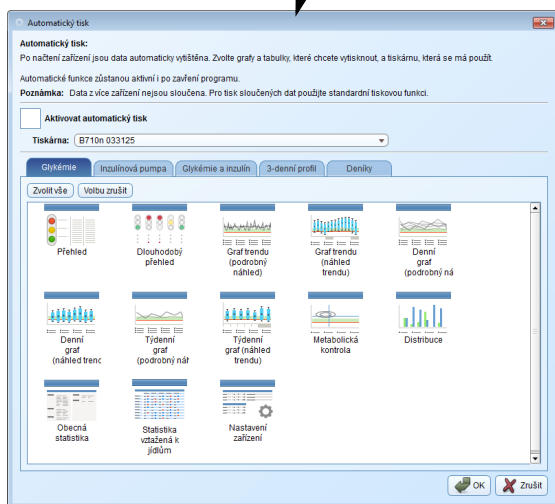 Automatický tisk
Automatický tisk:
Po načtení zařízení jsou data automaticky vytištěna. Zvolte grafy a tabulky, které chcete vytisknout, a tiskárnu, která se má použít.
Automatické funkce zůstanou aktivní i po zavření programu.
Poznámka: Data z více zařízení nejsou sloučena. Pro tisk sloučených dat použijte standardní tiskovou funkci.
Aktivovat automatický tisk
Tiskárna: B710n 033125
Glykémie Inzulínová pumpa Glykémie a inzulín 3-denní profil Deníky
Zvolit vše Volbu zrušit
Přehled
Dlouhodobý
přehled
Graf trendu
(podrobný
náhled)
Graf trendu
(náhled
trendu)
Denní
graf
(podrobný ná
Denní
graf
(náhled trend
Týdenní
graf
(podrobný náh
Týdenní
graf (náhled
trendu)
Metabolická
kontrola
Distribuce
Obecná
statistika
Statistika
vztažená k
jídlům
Nastavení
zařízení
OK Zrušit